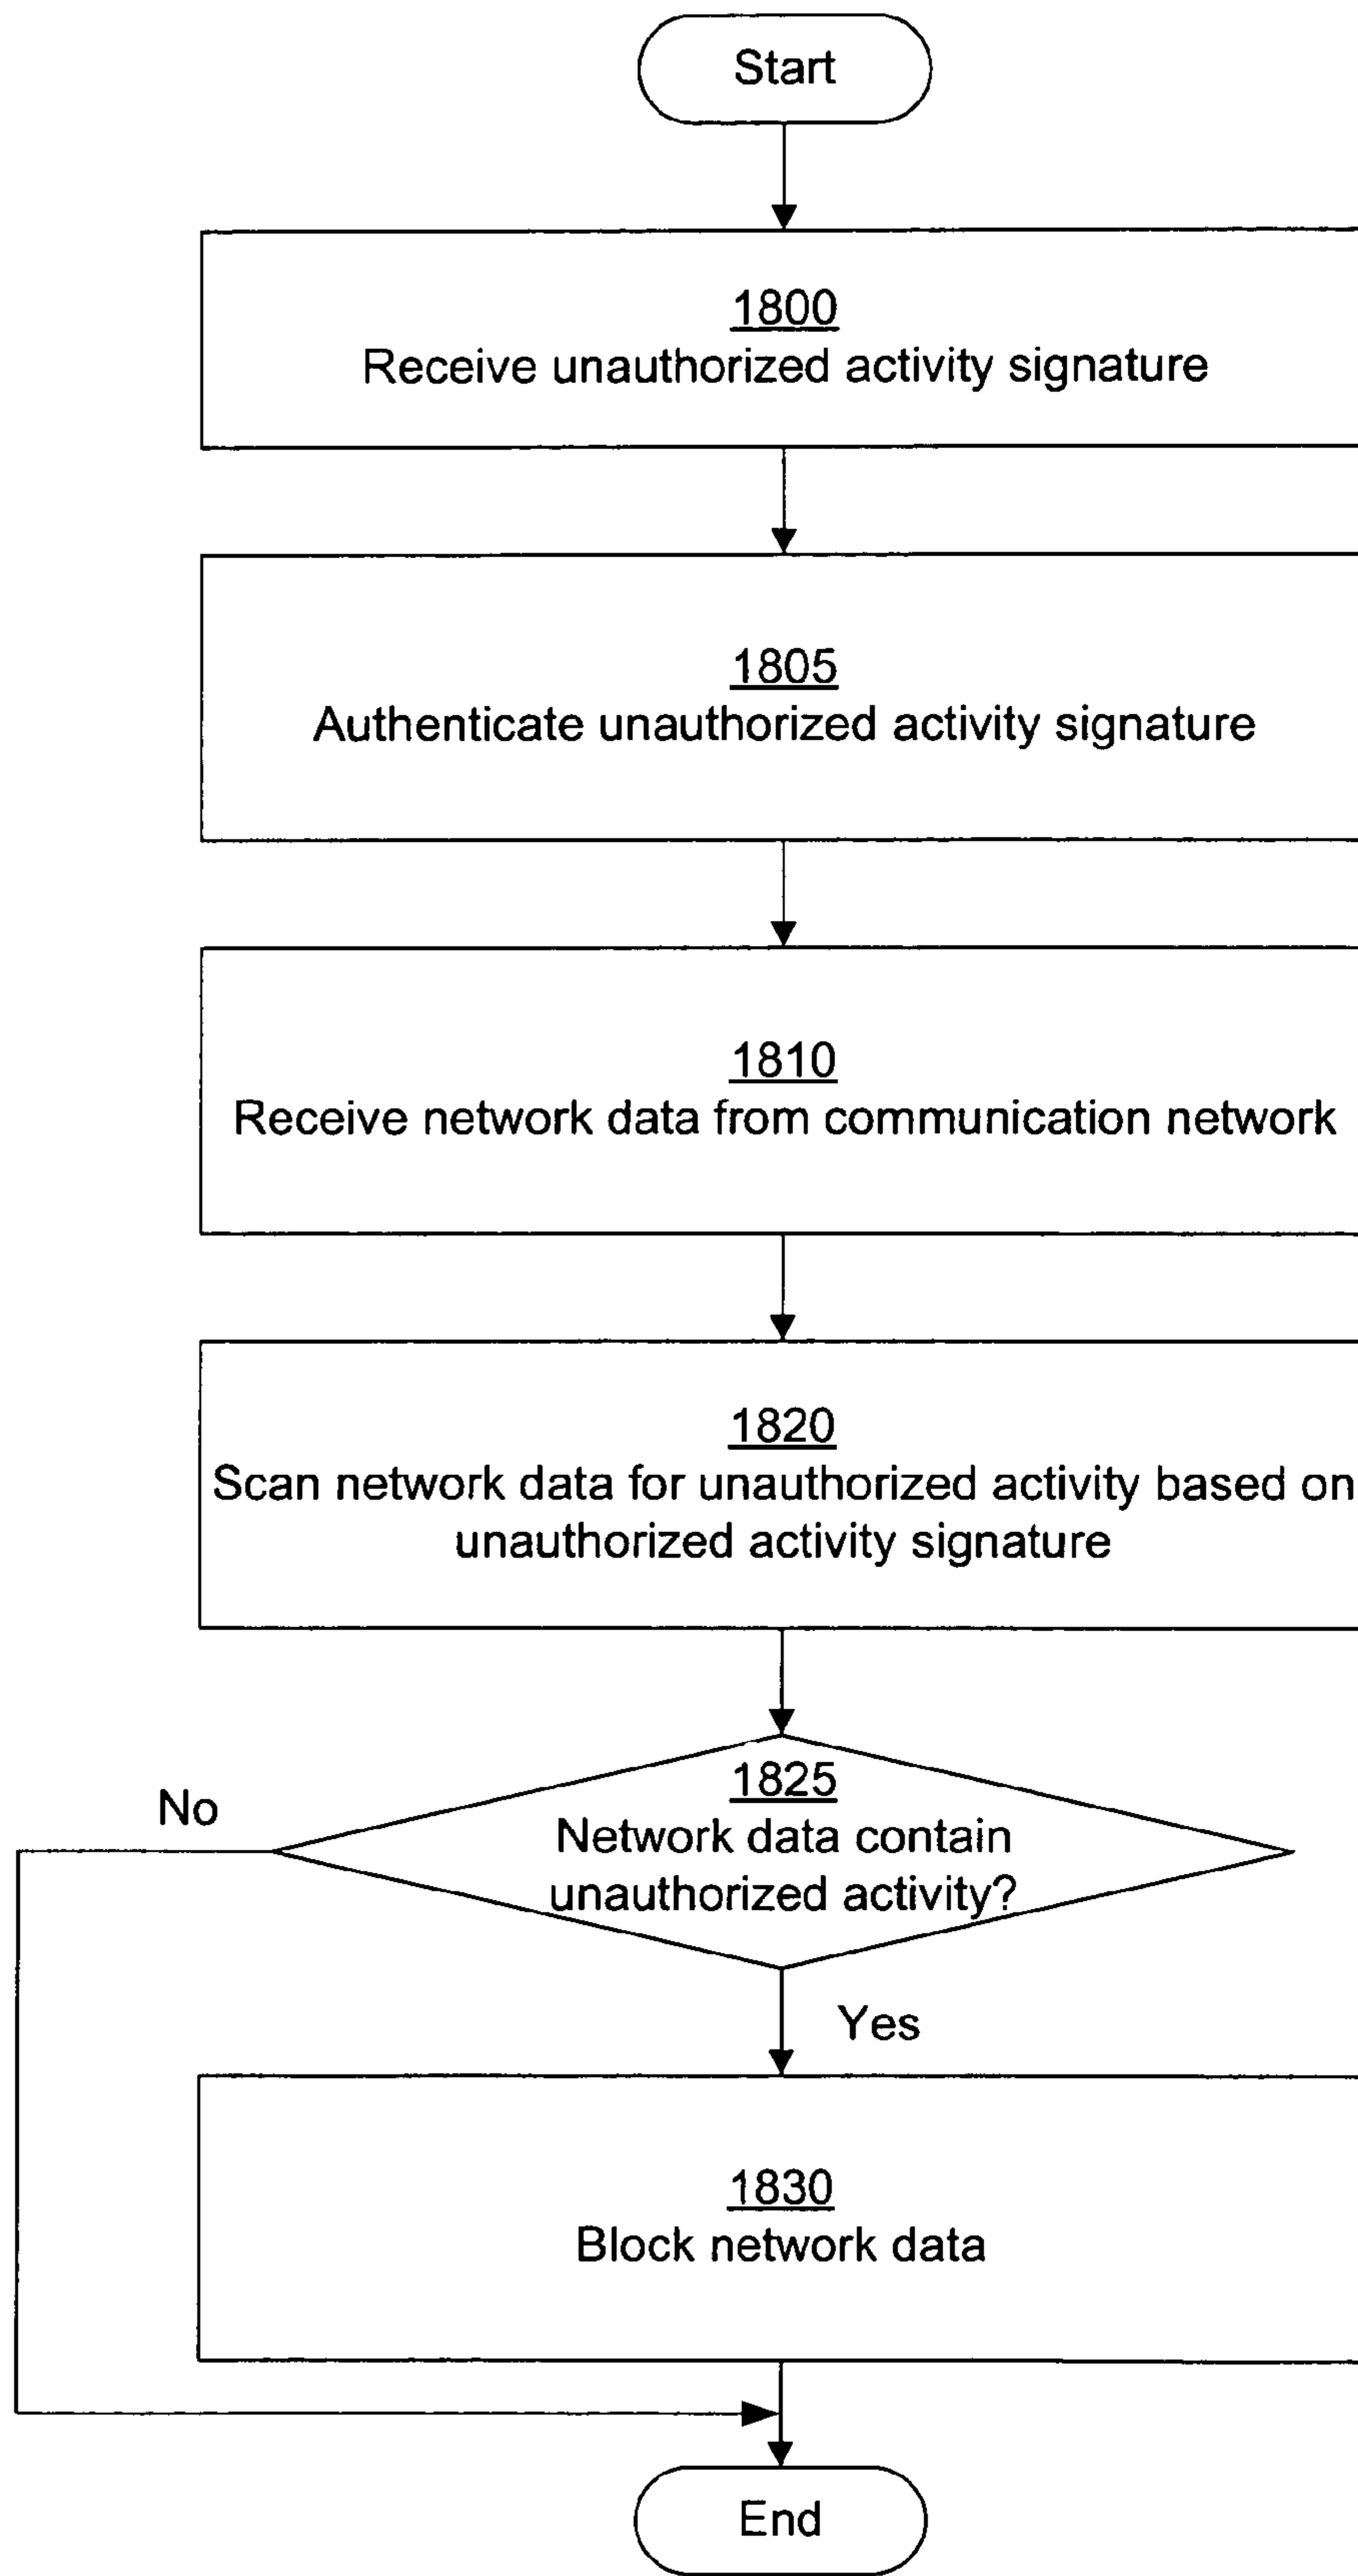 Start
1800
Receive unauthorized activity signature
1805
Authenticate unauthorized activity signature
1810
Receive network data from communication network
1820
Scan network data for unauthorized activity based on
unauthorized activity signature
1825
No
Network data contain
unauthorized activity?
Yes
1830
Block network data
End